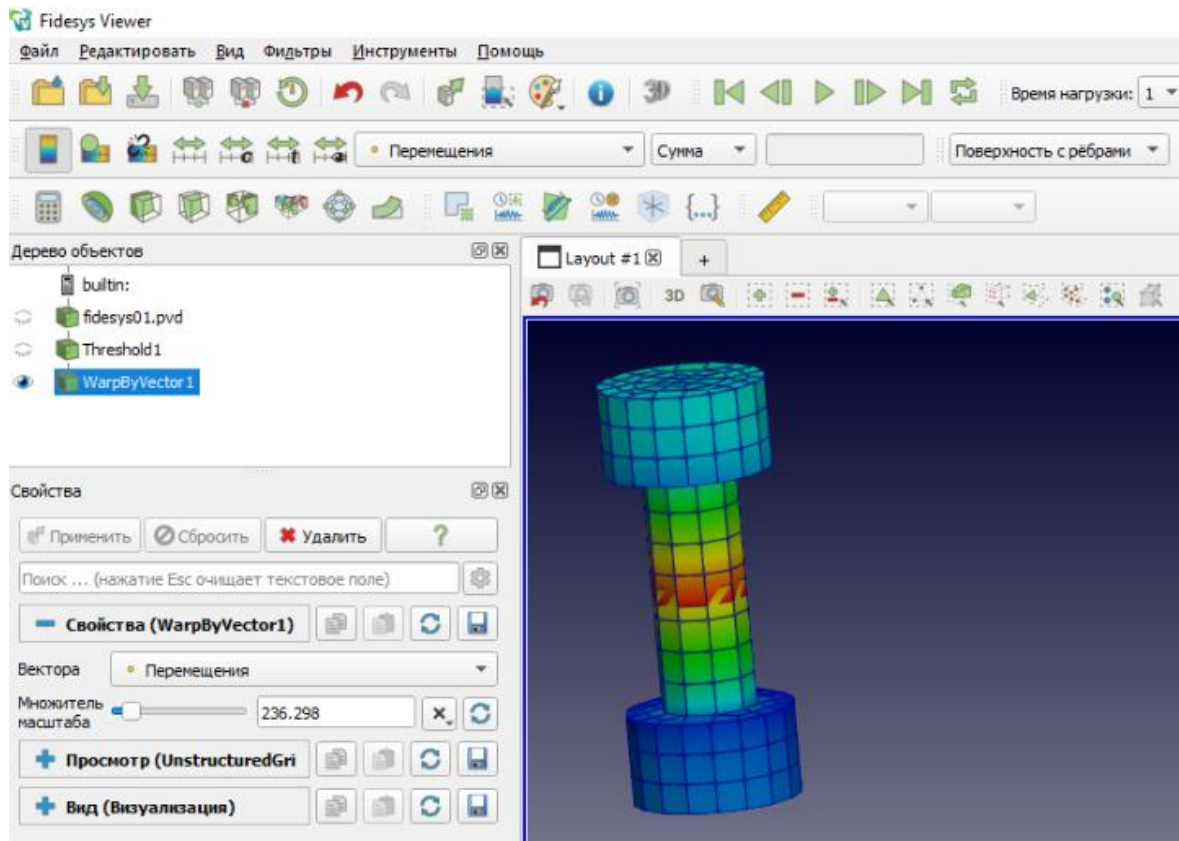 Fidesys Viewer
Файл Редактировать Вид Фильтры Инструменты Помощь
3D Время нагрузки: 1
Перемещения Сумма Поверхность с рёбрами
{...}
Дерево объектов
Layout #1 +
builtin:
3D
fidesys01.pvd
Threshold1
WarpByVector1
Свойства
Применить Сбросить Удалить ?
Поиск ... (нажатие Esc очищает текстовое поле)
Свойства (WarpByVector1)
Вектора Перемещения
Множитель
масштаба 236.298
Просмотр (UnstructuredGri
Вид (Визуализация)